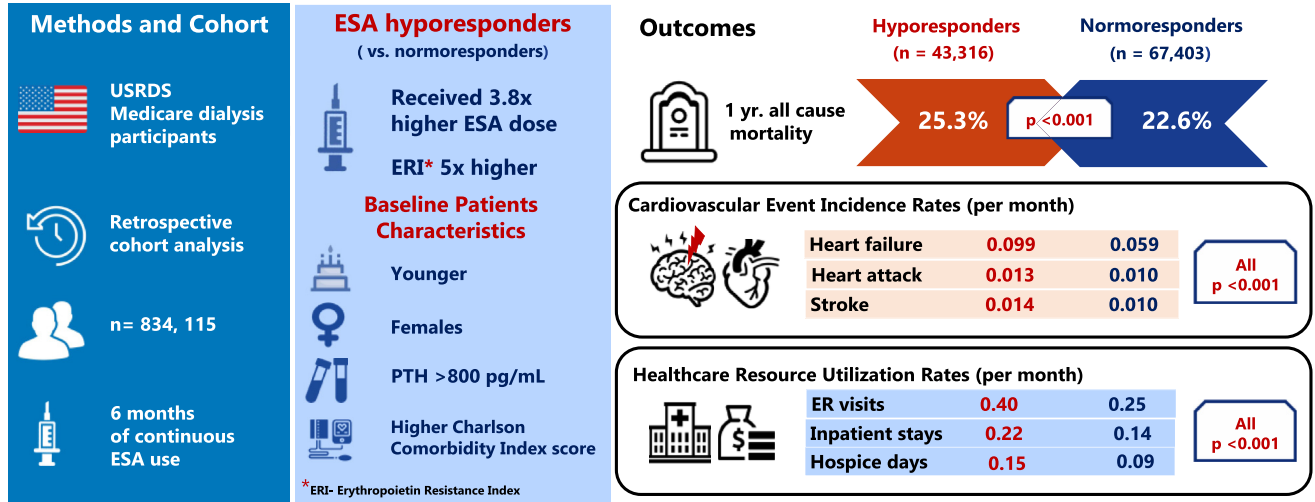 Methods and Cohort
USRDS
Medicare dialysis
participants
Retrospective
cohort analysis
n= 834, 115
6 months
of continuous
ESA use
ESA hyporesponders
( vs. normoresponders)
Received 3.8x
higher ESA dose
ERI* 5x higher
Baseline Patients
Characteristics
Younger
Females
PTH >800 pg/mL
Higher Charlson
Comorbidity Index score
*ERI- Erythropoietin Resistance Index
Outcomes
Hyporesponders
(n = 43,316)
Normoresponders
(n = 67,403)
1 yr. all cause
mortality
25.3%
p <0.001
22.6%
Cardiovascular Event Incidence Rates (per month)
Heart failure 0.099 0.059
Heart attack 0.013 0.010
Stroke 0.014 0.010
All
p <0.001
Healthcare Resource Utilization Rates (per month)
ER visits 0.40 0.25
Inpatient stays 0.22 0.14
Hospice days 0.15 0.09
All
p <0.001